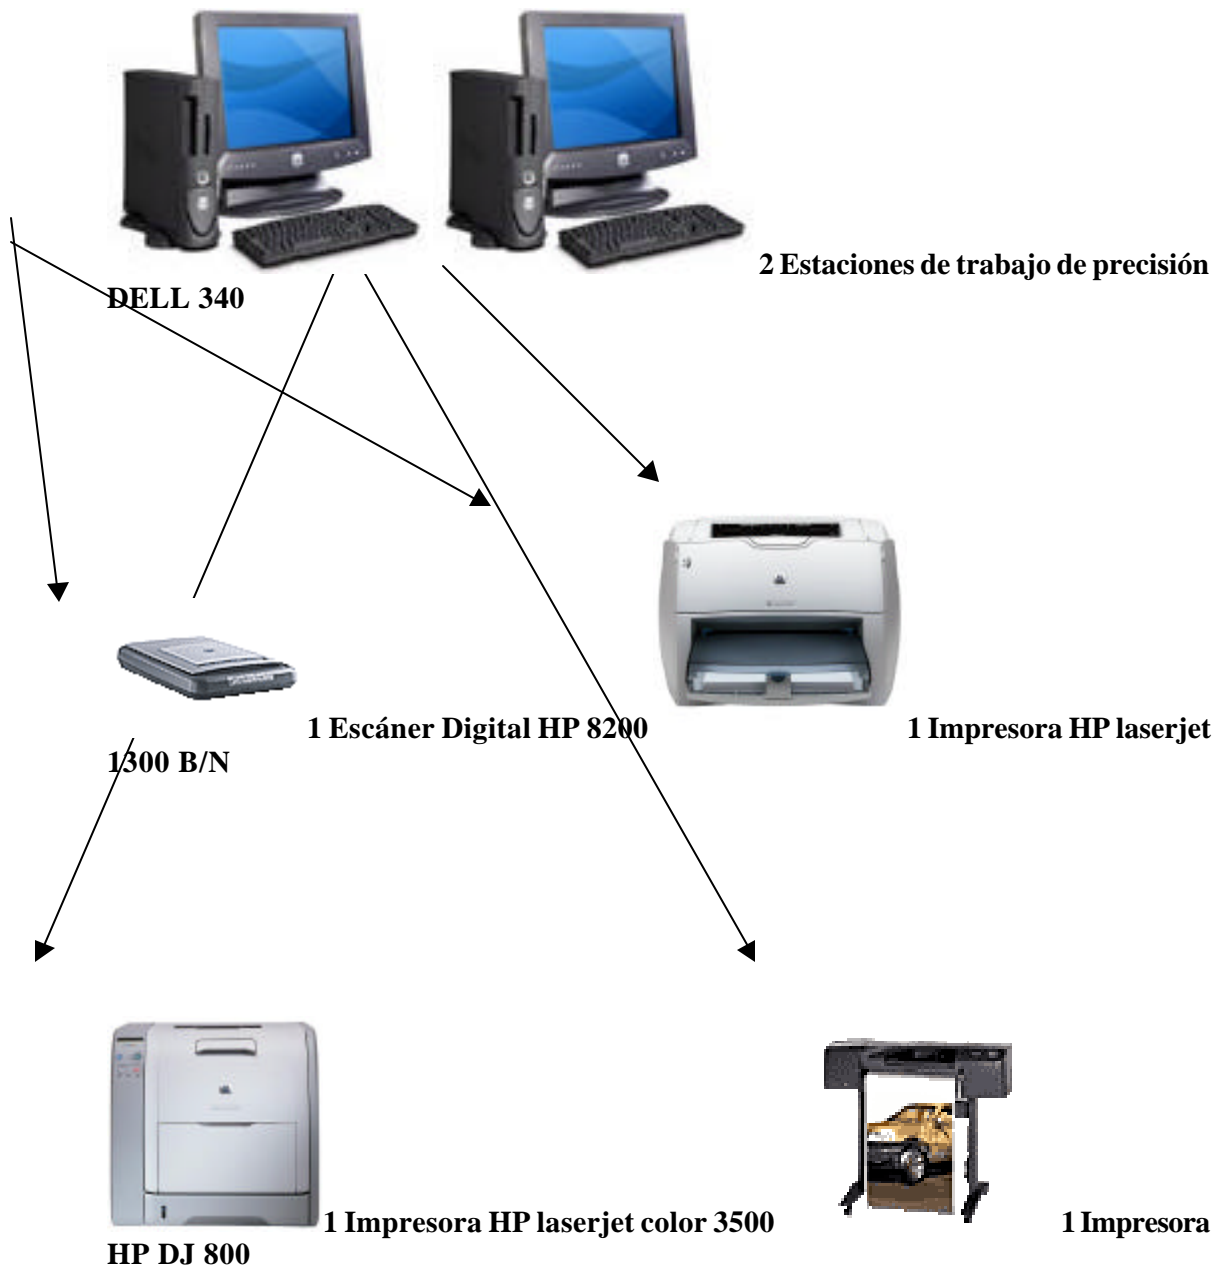 2 Estaciones de trabajo de precisión
DELL 340
1 Escáner Digital HP 8200 1 Impresora HP laserjet
1300 B/N
1 Impresora HP laserjet color 3500 1 Impresora
HP DJ 800